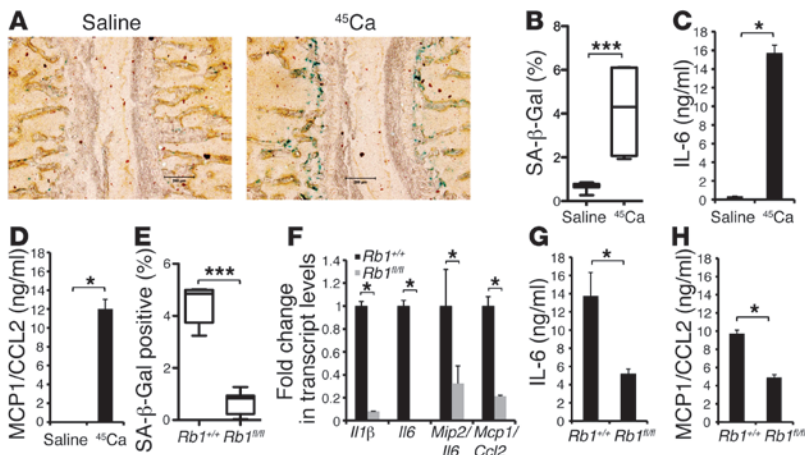 A
Saline
⁴⁵Ca
B
SA-β-Gal (%)
8
6
4
2
0
***
Saline ⁴⁵Ca
C
IL-6 (ng/ml)
18
16
14
12
10
8
6
4
2
0
*
Saline ⁴⁵Ca
D
MCP1/CCL2 (ng/ml)
18
16
14
12
10
8
6
4
2
0
*
Saline ⁴⁵Ca
E
SA-β-Gal positive (%)
6
4
2
0
***
Rb1⁺/⁺ Rb1ᶠˡ/ᶠˡ
F
Fold change
in transcript levels
Rb1⁺/⁺
Rb1ᶠˡ/ᶠˡ
1.4
1.2
1
0.8
0.6
0.4
0.2
0
* * * *
Il1β Il6 Mip2/ Mcp1/
Il6 Ccl2
G
IL-6 (ng/ml)
18
16
14
12
10
8
6
4
2
0
*
Rb1⁺/⁺ Rb1ᶠˡ/ᶠˡ
H
MCP1/CCL2 (ng/ml)
18
16
14
12
10
8
6
4
2
0
*
Rb1⁺/⁺ Rb1ᶠˡ/ᶠˡ